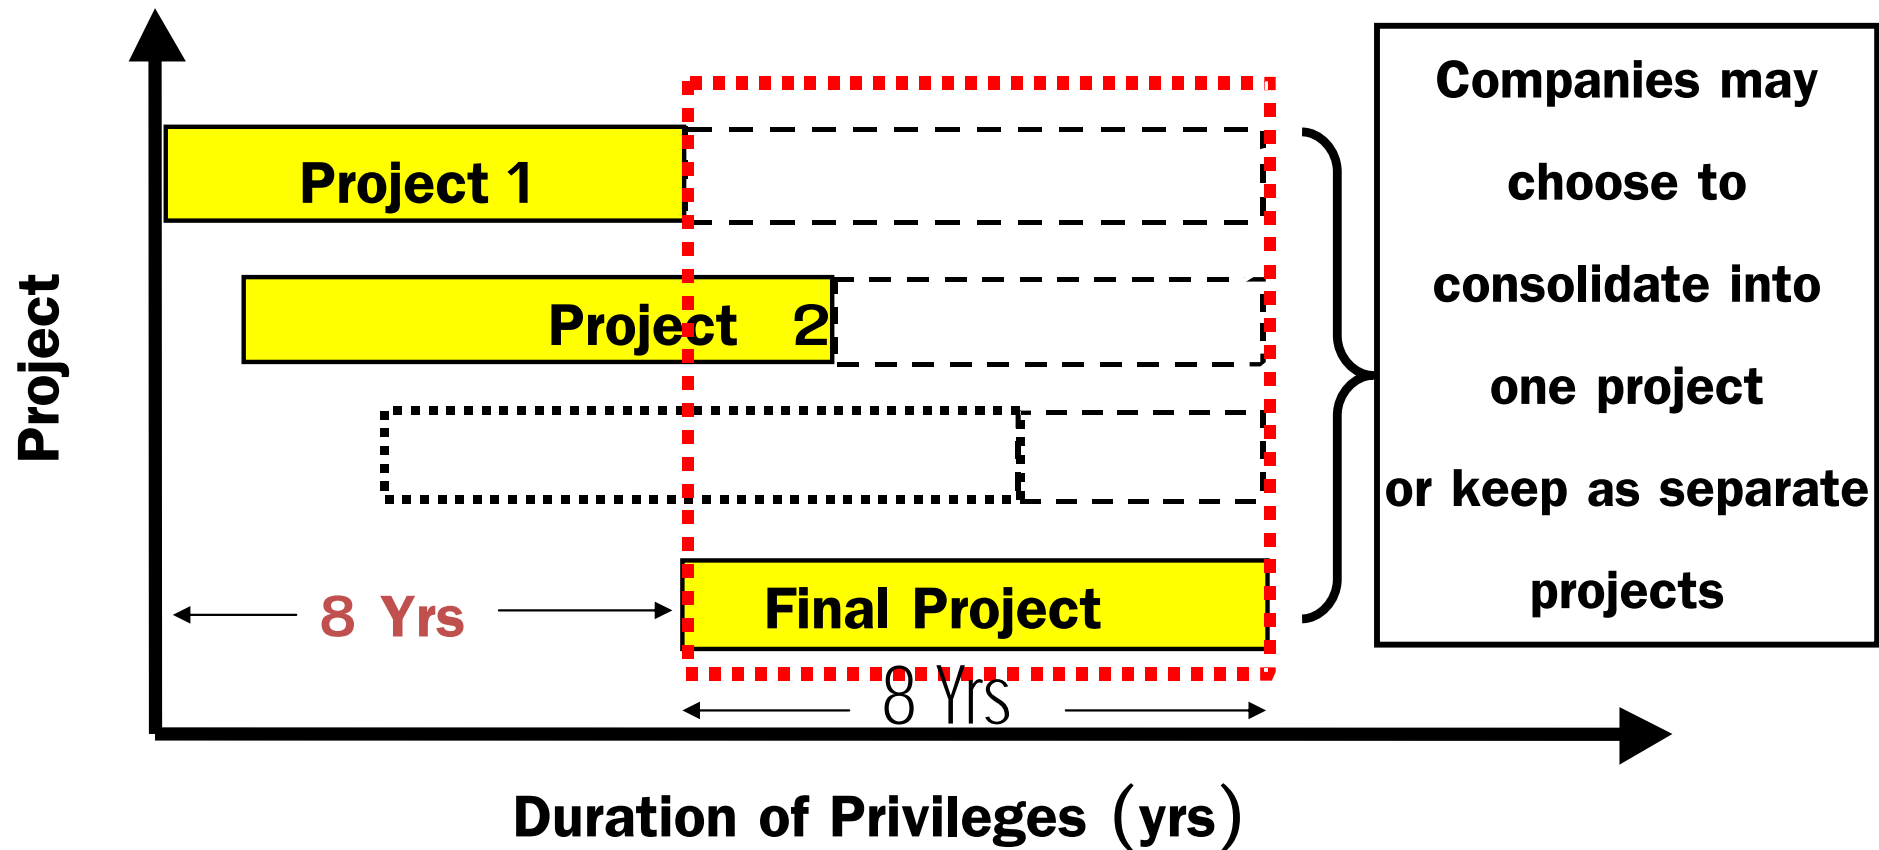 Project 1
Project 2
Project
8 Yrs
Final Project
8 Yrs
Duration of Privileges (yrs)
Companies may
choose to
consolidate into
one project
or keep as separate
projects